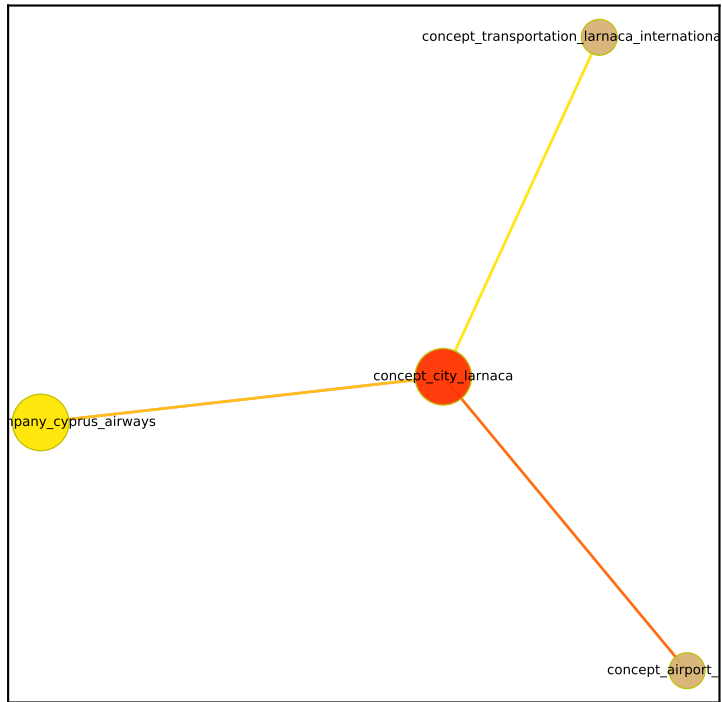 concept_transportation_larnaca_internationa
concept_city_larnaca
npany_cyprus_airways
concept_airport_